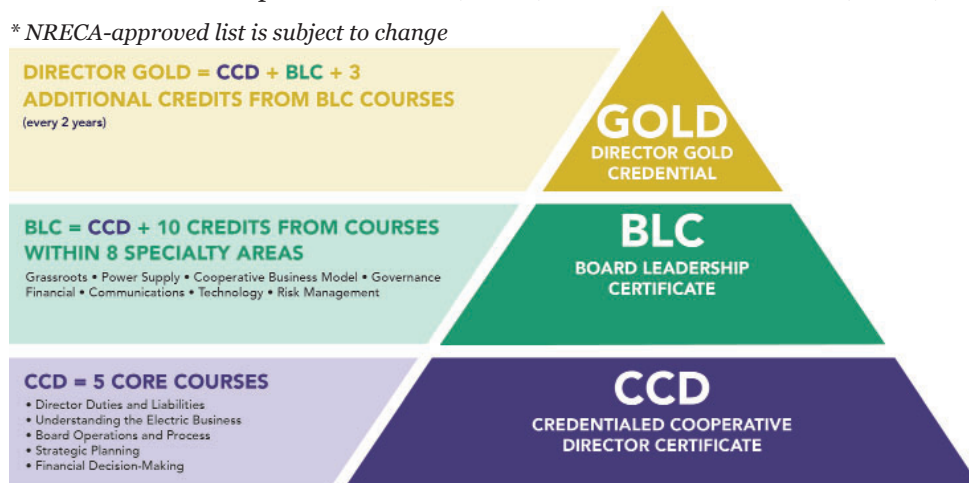 * NRECA-approved list is subject to change
DIRECTOR GOLD = CCD + BLC + 3
ADDITIONAL CREDITS FROM BLC COURSES
(every 2 years)
GOLD
DIRECTOR GOLD
CREDENTIAL
BLC = CCD + 10 CREDITS FROM COURSES
WITHIN 8 SPECIALTY AREAS
Grassroots • Power Supply • Cooperative Business Model • Governance
Financial • Communications • Technology • Risk Management
BLC
BOARD LEADERSHIP
CERTIFICATE
CCD = 5 CORE COURSES
• Director Duties and Liabilities
• Understanding the Electric Business
• Board Operations and Process
• Strategic Planning
• Financial Decision-Making
CCD
CREDENTIALED COOPERATIVE
DIRECTOR CERTIFICATE